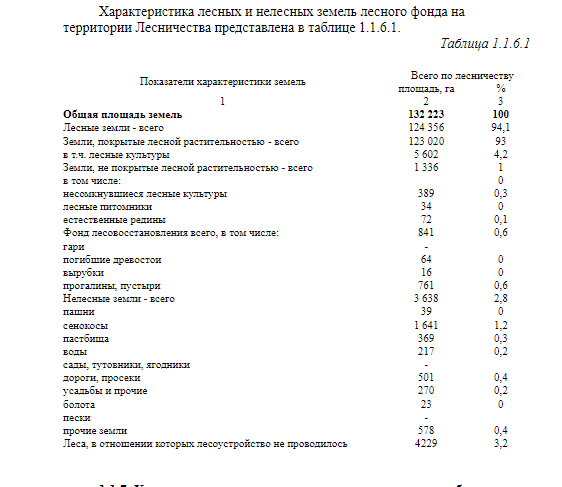 Характеристика лесных и нелесных земель лесного фонда на
территории Лесничества представлена в таблице 1.1.6.1.
Таблица 1.1.6.1
Показатели характеристики земель Всего по лесничеству
площадь, га %
1 2 3
Общая площадь земель 132 223 100
Лесные земли - всего 124 356 94,1
Земли, покрытые лесной растительностью - всего 123 020 93
в т.ч. лесные культуры 5 602 4,2
Земли, не покрытые лесной растительностью - всего 1 336 1
в том числе: 0
несомкнувшиеся лесные культуры 389 0,3
лесные питомники 34 0
естественные редины 72 0,1
Фонд лесовосстановления всего, в том числе: 841 0,6
гари -
погибшие древостои 64 0
вырубки 16 0
прогалины, пустыри 761 0,6
Нелесные земли - всего 3 638 2,8
пашни 39 0
сенокосы 1 641 1,2
пастбища 369 0,3
воды 217 0,2
сады, тутовники, ягодники -
дороги, просеки 501 0,4
усадьбы и прочие 270 0,2
болота 23 0
пески -
прочие земли 578 0,4
Леса, в отношении которых лесоустройство не проводилось 4229 3,2